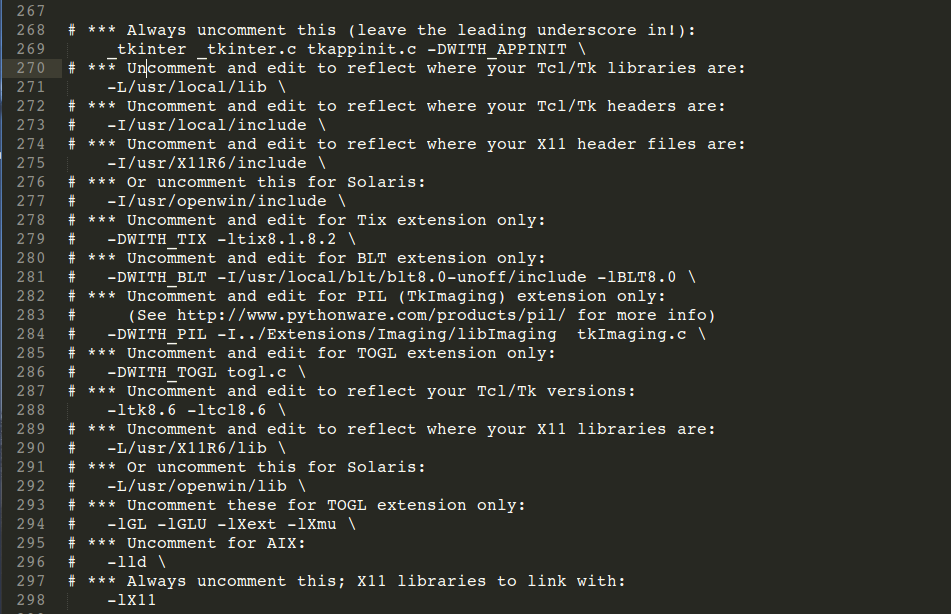 267
268 # *** Always uncomment this (leave the leading underscore in!):
269     _tkinter _tkinter.c tkappinit.c -DWITH_APPINIT \
270 # *** Uncomment and edit to reflect where your Tcl/Tk libraries are:
271     -L/usr/local/lib \
272 # *** Uncomment and edit to reflect where your Tcl/Tk headers are:
273 #   -I/usr/local/include \
274 # *** Uncomment and edit to reflect where your X11 header files are:
275     -I/usr/X11R6/include \
276 # *** Or uncomment this for Solaris:
277 #   -I/usr/openwin/include \
278 # *** Uncomment and edit for Tix extension only:
279 #   -DWITH_TIX -ltix8.1.8.2 \
280 # *** Uncomment and edit for BLT extension only:
281 #   -DWITH_BLT -I/usr/local/blt/blt8.0-unoff/include -lBLT8.0 \
282 # *** Uncomment and edit for PIL (TkImaging) extension only:
283 #     (See http://www.pythonware.com/products/pil/ for more info)
284 #   -DWITH_PIL -I../Extensions/Imaging/libImaging  tkImaging.c \
285 # *** Uncomment and edit for TOGL extension only:
286 #   -DWITH_TOGL togl.c \
287 # *** Uncomment and edit to reflect your Tcl/Tk versions:
288     -ltk8.6 -ltcl8.6 \
289 # *** Uncomment and edit to reflect where your X11 libraries are:
290 #   -L/usr/X11R6/lib \
291 # *** Or uncomment this for Solaris:
292 #   -L/usr/openwin/lib \
293 # *** Uncomment these for TOGL extension only:
294 #   -lGL -lGLU -lXext -lXmu \
295 # *** Uncomment for AIX:
296 #   -lld \
297 # *** Always uncomment this; X11 libraries to link with:
298     -lX11